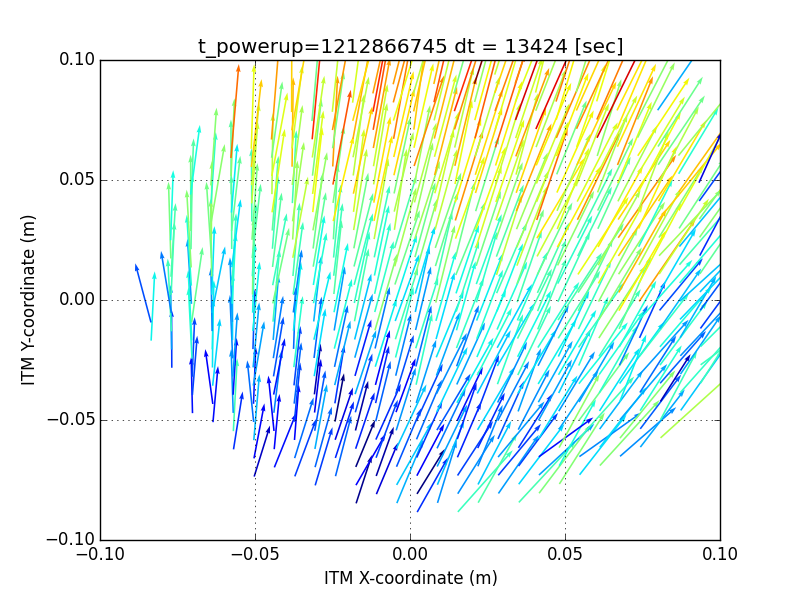 t_powerup=1212866745 dt = 13424 [sec]
0.10
0.05
0.00
−0.05
−0.10
ITM Y-coordinate (m)
−0.10 −0.05 0.00 0.05 0.10
ITM X-coordinate (m)